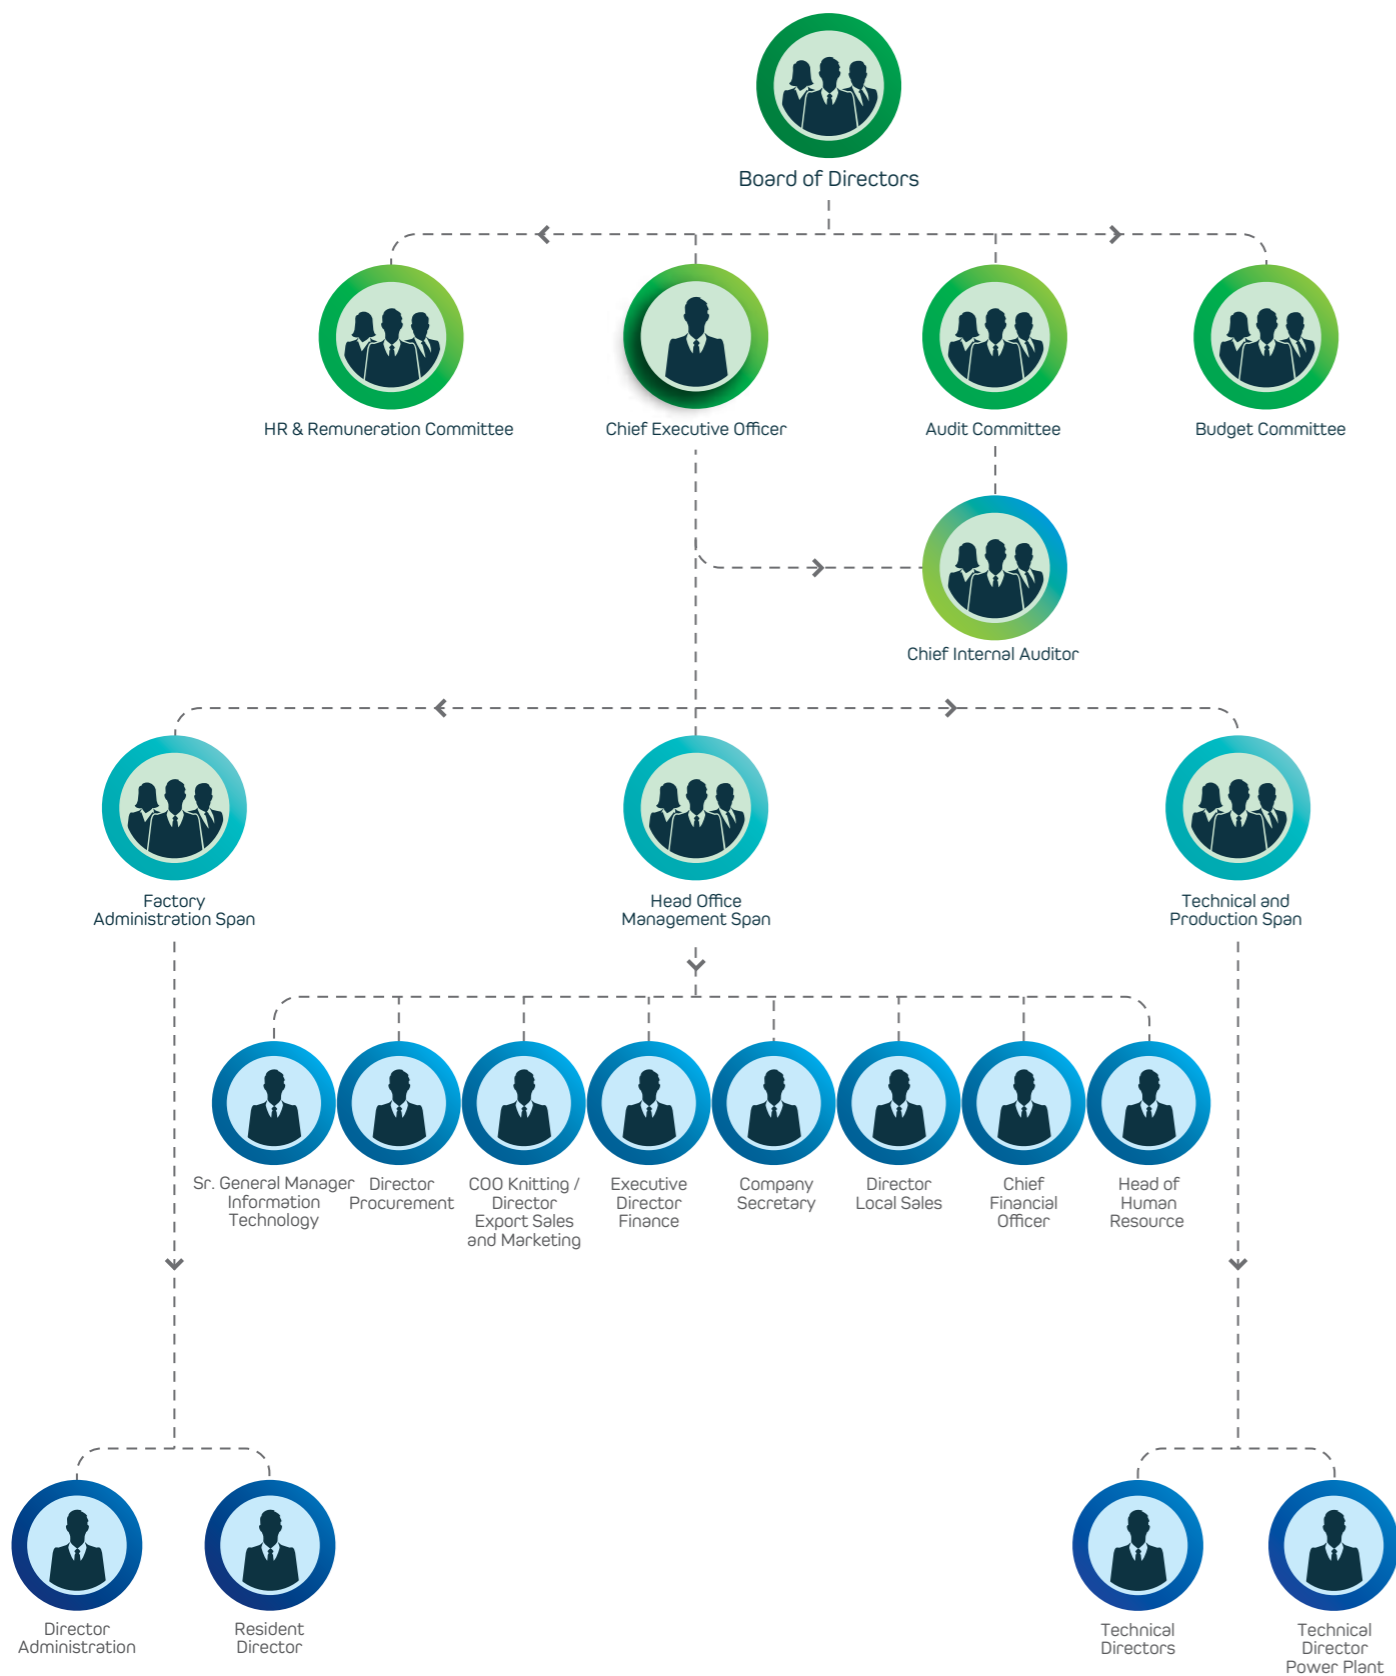 Board of Directors
HR & Remuneration Committee
Chief Executive Officer
Audit Committee
Budget Committee
Chief Internal Auditor
Factory
Administration Span
Head Office
Management Span
Technical and
Production Span
Sr. General Manager
Information
Technology
Director
Procurement
COO Knitting /
Director
Export Sales
and Marketing
Executive
Director
Finance
Company
Secretary
Director
Local Sales
Chief
Financial
Officer
Head of
Human
Resource
Director
Administration
Resident
Director
Technical
Directors
Technical
Director
Power Plant